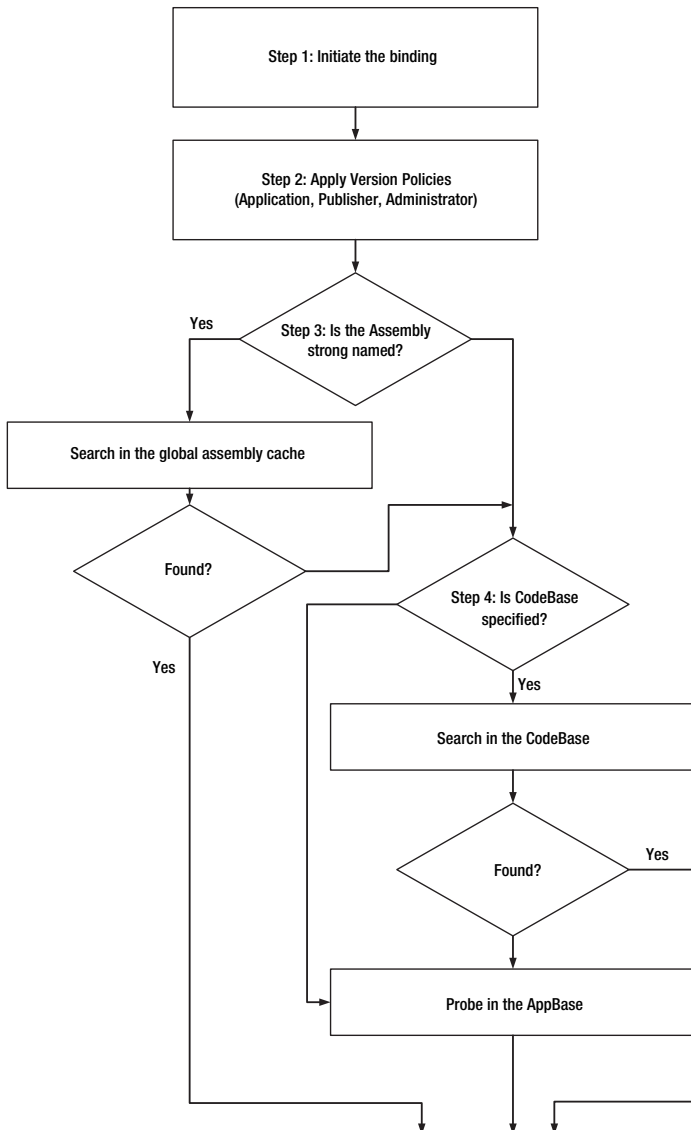 Step 1: Initiate the binding
Step 2: Apply Version Policies
(Application, Publisher, Administrator)
Yes
Step 3: Is the Assembly
strong named?
Search in the global assembly cache
Found?
Step 4: Is CodeBase
specified?
Yes
Yes
Search in the CodeBase
Found?
Yes
Probe in the AppBase